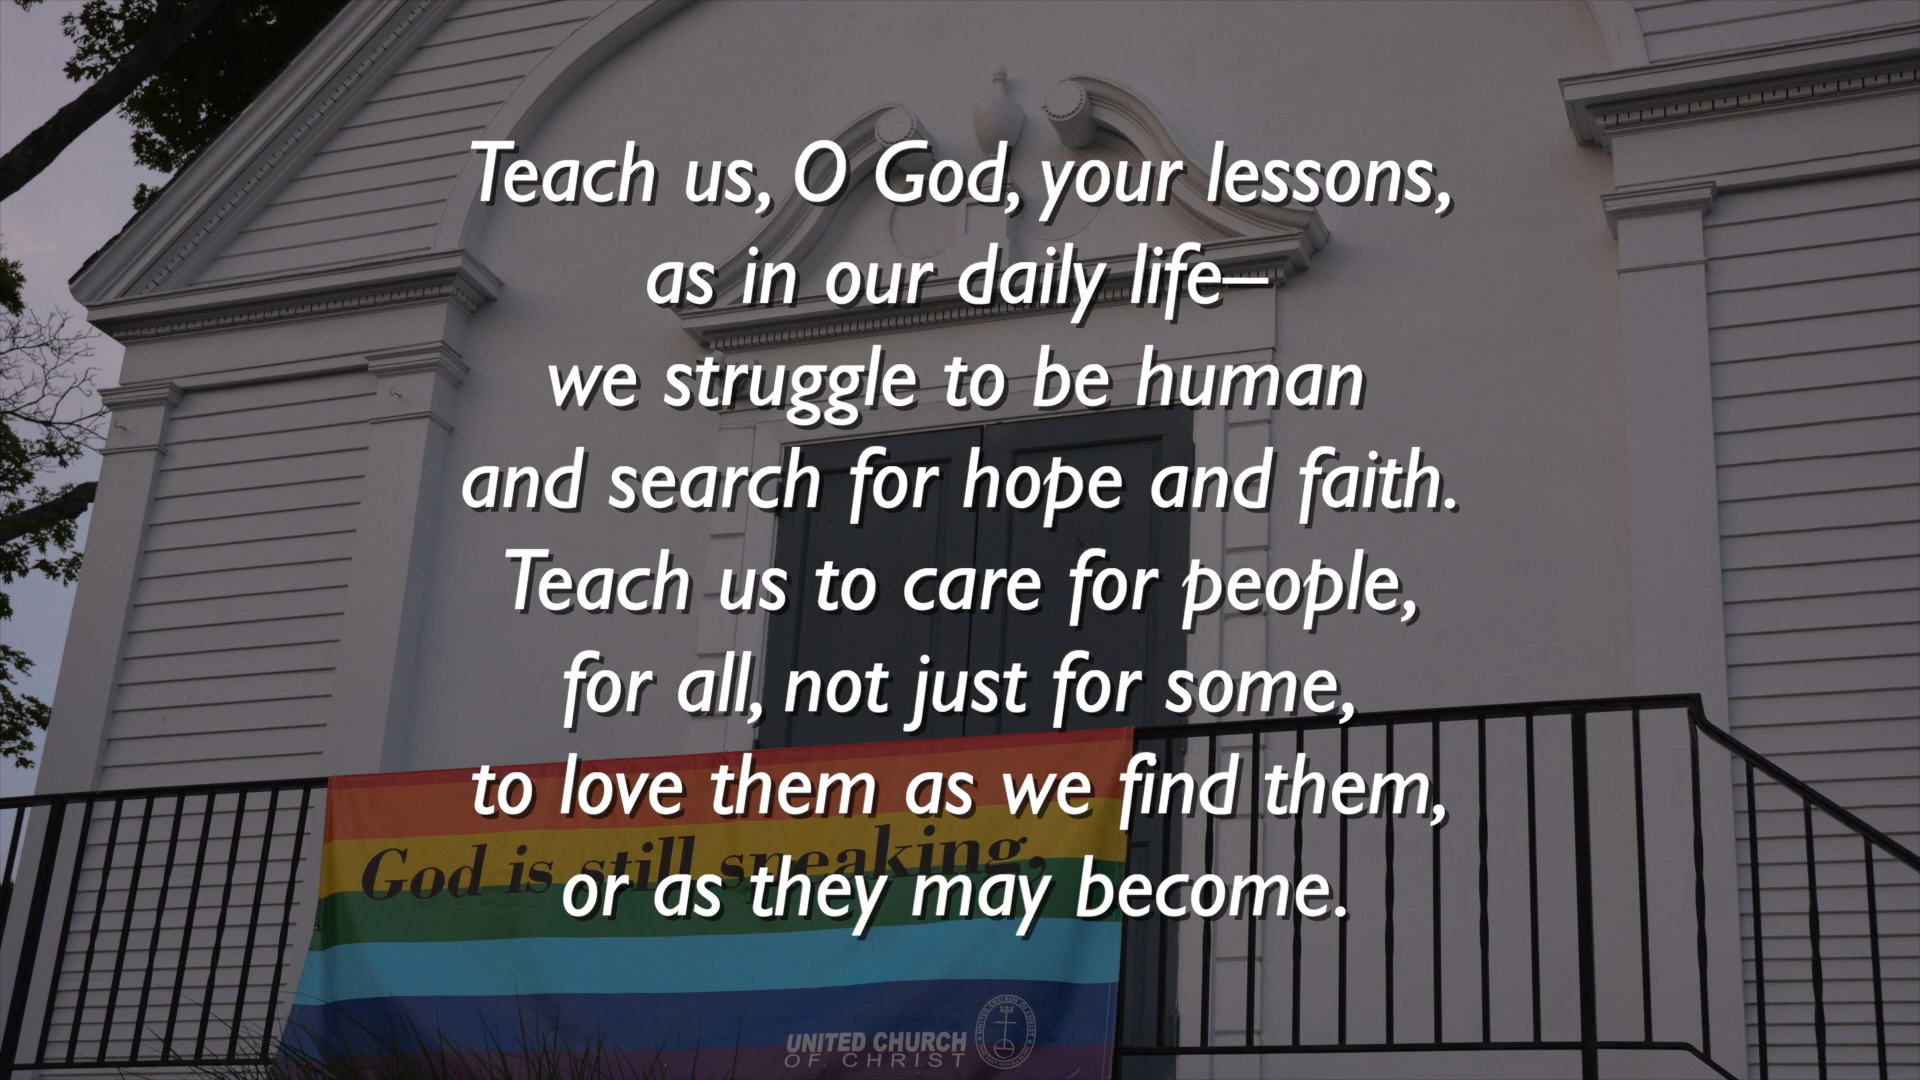 Teach us, O God, your lessons,
as in our daily life–
we struggle to be human
and search for hope and faith.
Teach us to care for people,
for all, not just for some,
to love them as we find them,
or as they may become.
God is still speaking,
UNITED CHURCH
OF CHRIST